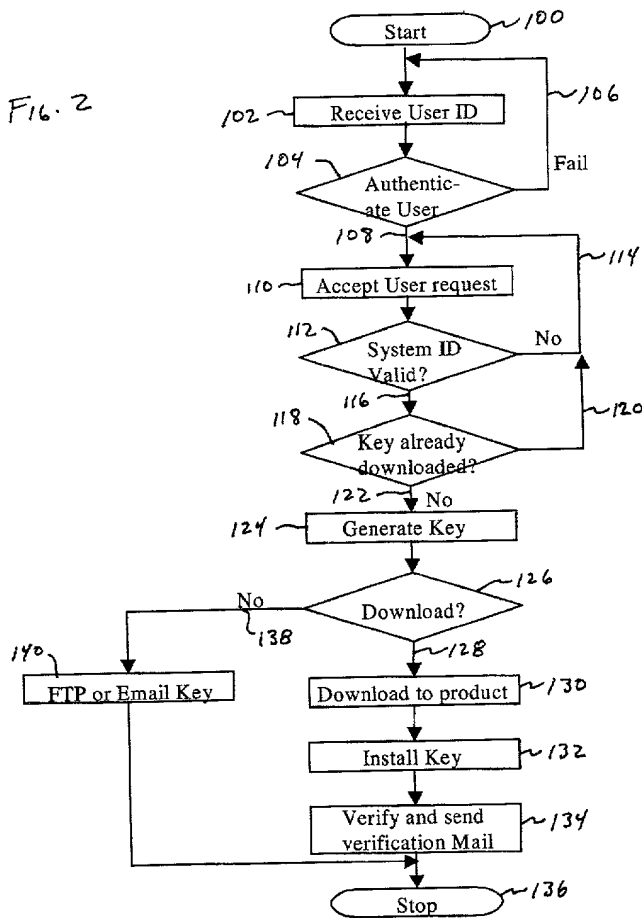 Start
100
FIG. 2
106
102
Receive User ID
104
Fail
Authentic-
ate User
108
114
110
Accept User request
112
No
System ID
Valid?
116
120
118
Key already
downloaded?
122
No
124
Generate Key
126
No
Download?
138
128
140
FTP or Email Key
Download to product
130
Install Key
132
Verify and send
verification Mail
134
136
Stop